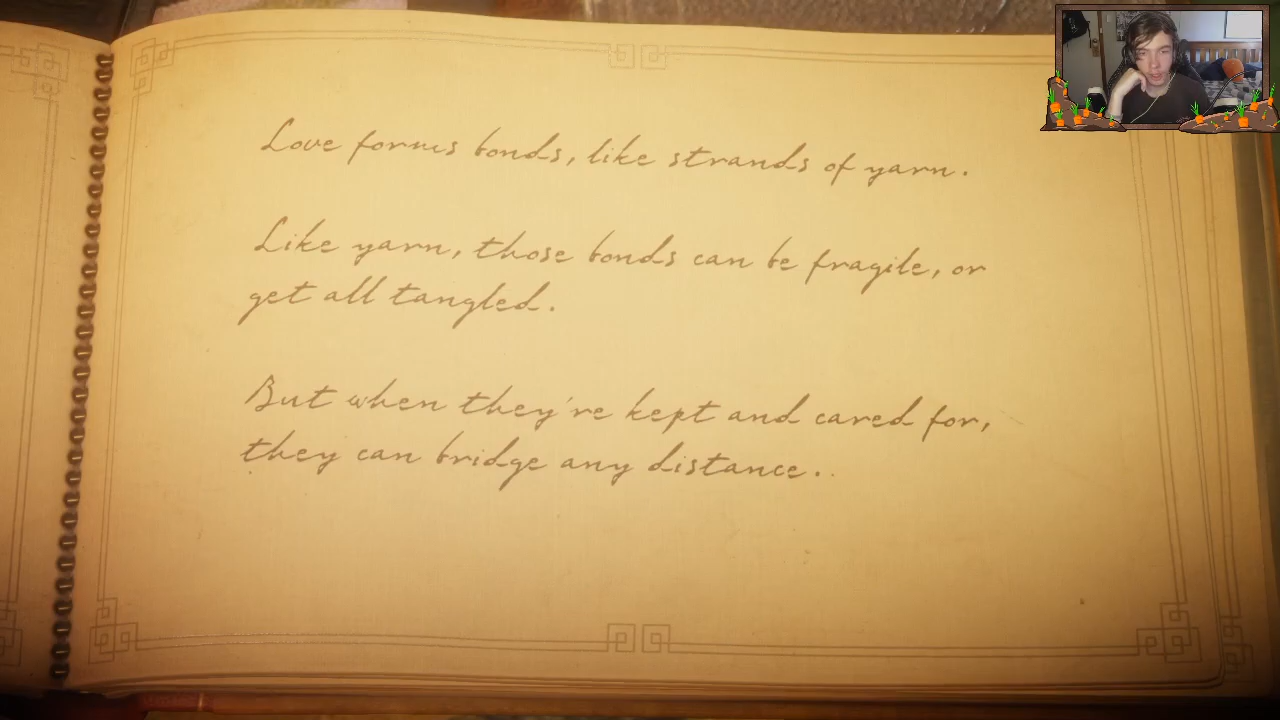 Love forms bonds, like strands of yarn.
Like yarn, those bonds can be fragile, or
get all tangled.
But when they're kept and cared for,
they can bridge any distance.